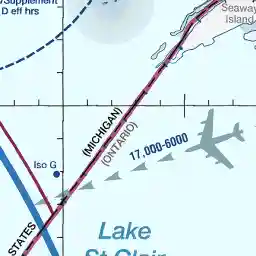 /Supplement
D eff hrs
Seaway
Island
(MICHIGAN)
(ONTARIO)
17,000-6000
Iso G
STATES
Lake
St Clair